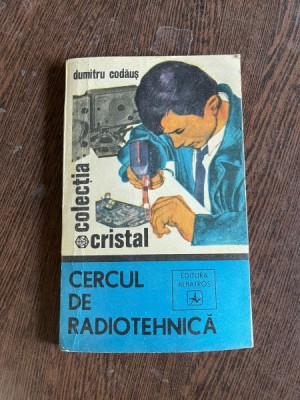 dumitru codăuș
colecția
cristal
CERCUL
DE
RADIOTEHNICĂ
EDITURA
ALBATROS